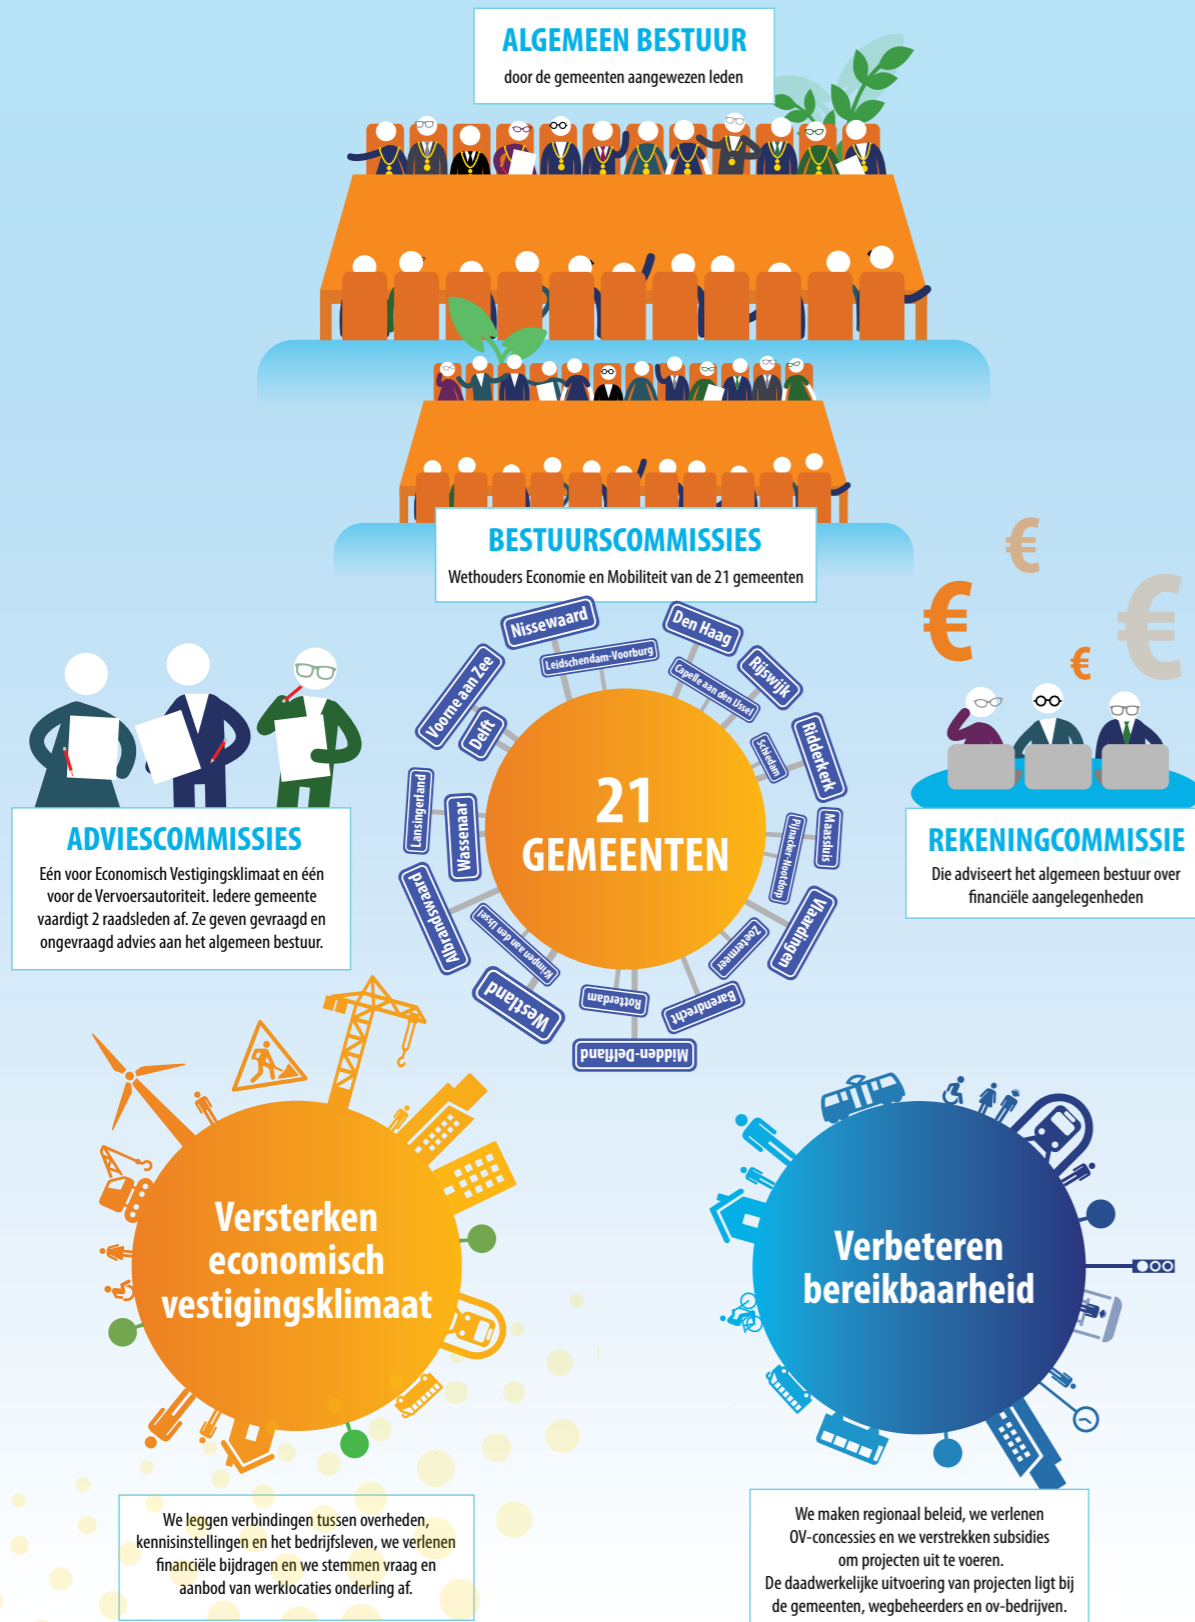 ALGEMEEN BESTUUR
door de gemeenten aangewezen leden
BESTUURSCOMMISSIES
Wethouders Economie en Mobiliteit van de 21 gemeenten
€
€
€
€
Nissewaard
Den Haag
Leidschendam-Voorburg
Rijswijk
Capelle aan den IJssel
Voorne aan Zee
Delft
Schiedam
Ridderkerk
Lansingerland
Wassenaar
Maassluis
Pijnacker-Nootdorp
Albrandswaard
Vlaardingen
Krimpen aan den IJssel
Zoetermeer
Westland
Rotterdam
Barendrecht
Midden-Delfland
21
GEMEENTEN
ADVIESCOMMISSIES
Eén voor Economisch Vestigingsklimaat en één
voor de Vervoersautoriteit. Iedere gemeente
vaardigt 2 raadsleden af. Ze geven gevraagd en
ongevraagd advies aan het algemeen bestuur.
REKENINGCOMMISSIE
Die adviseert het algemeen bestuur over
financiële aangelegenheden
Versterken
economisch
vestigingsklimaat
Verbeteren
bereikbaarheid
We leggen verbindingen tussen overheden,
kennisinstellingen en het bedrijfsleven, we verlenen
financiële bijdragen en we stemmen vraag en
aanbod van werklocaties onderling af.
We maken regionaal beleid, we verlenen
OV-concessies en we verstrekken subsidies
om projecten uit te voeren.
De daadwerkelijke uitvoering van projecten ligt bij
de gemeenten, wegbeheerders en ov-bedrijven.